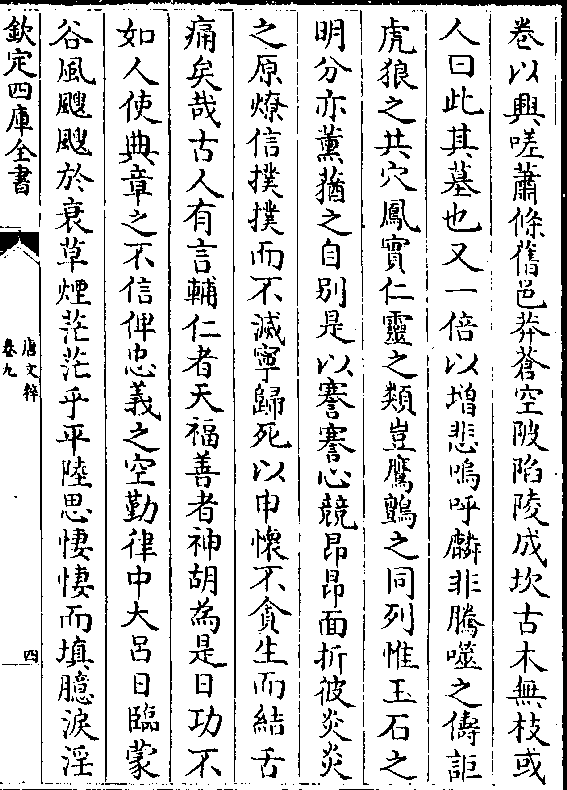 卷以興嗟蕭條舊邑莽蒼空陂陷陵成坎古木無枝或
人曰此其墓也又一倍以增悲嗚呼麟非騰噬之儔詎
虎狼之共穴鳳實仁靈之類豈鷹鸇之同列惟玉石之
明分亦薰蕕之自別是以謇謇心競昂昂面折彼炎炎
之原燎信撲撲而不滅寧歸死以申懷不貪生而結舌
痛矣哉古人有言輔仁者天福善者神胡為是日功不
如人使典章之不信俾忠義之空勤律中大呂日臨蒙
谷風颼颼於衰草煙茫茫乎平陸思悽悽而填臆淚淫
欽定四庫全書
唐文粹
卷九
四